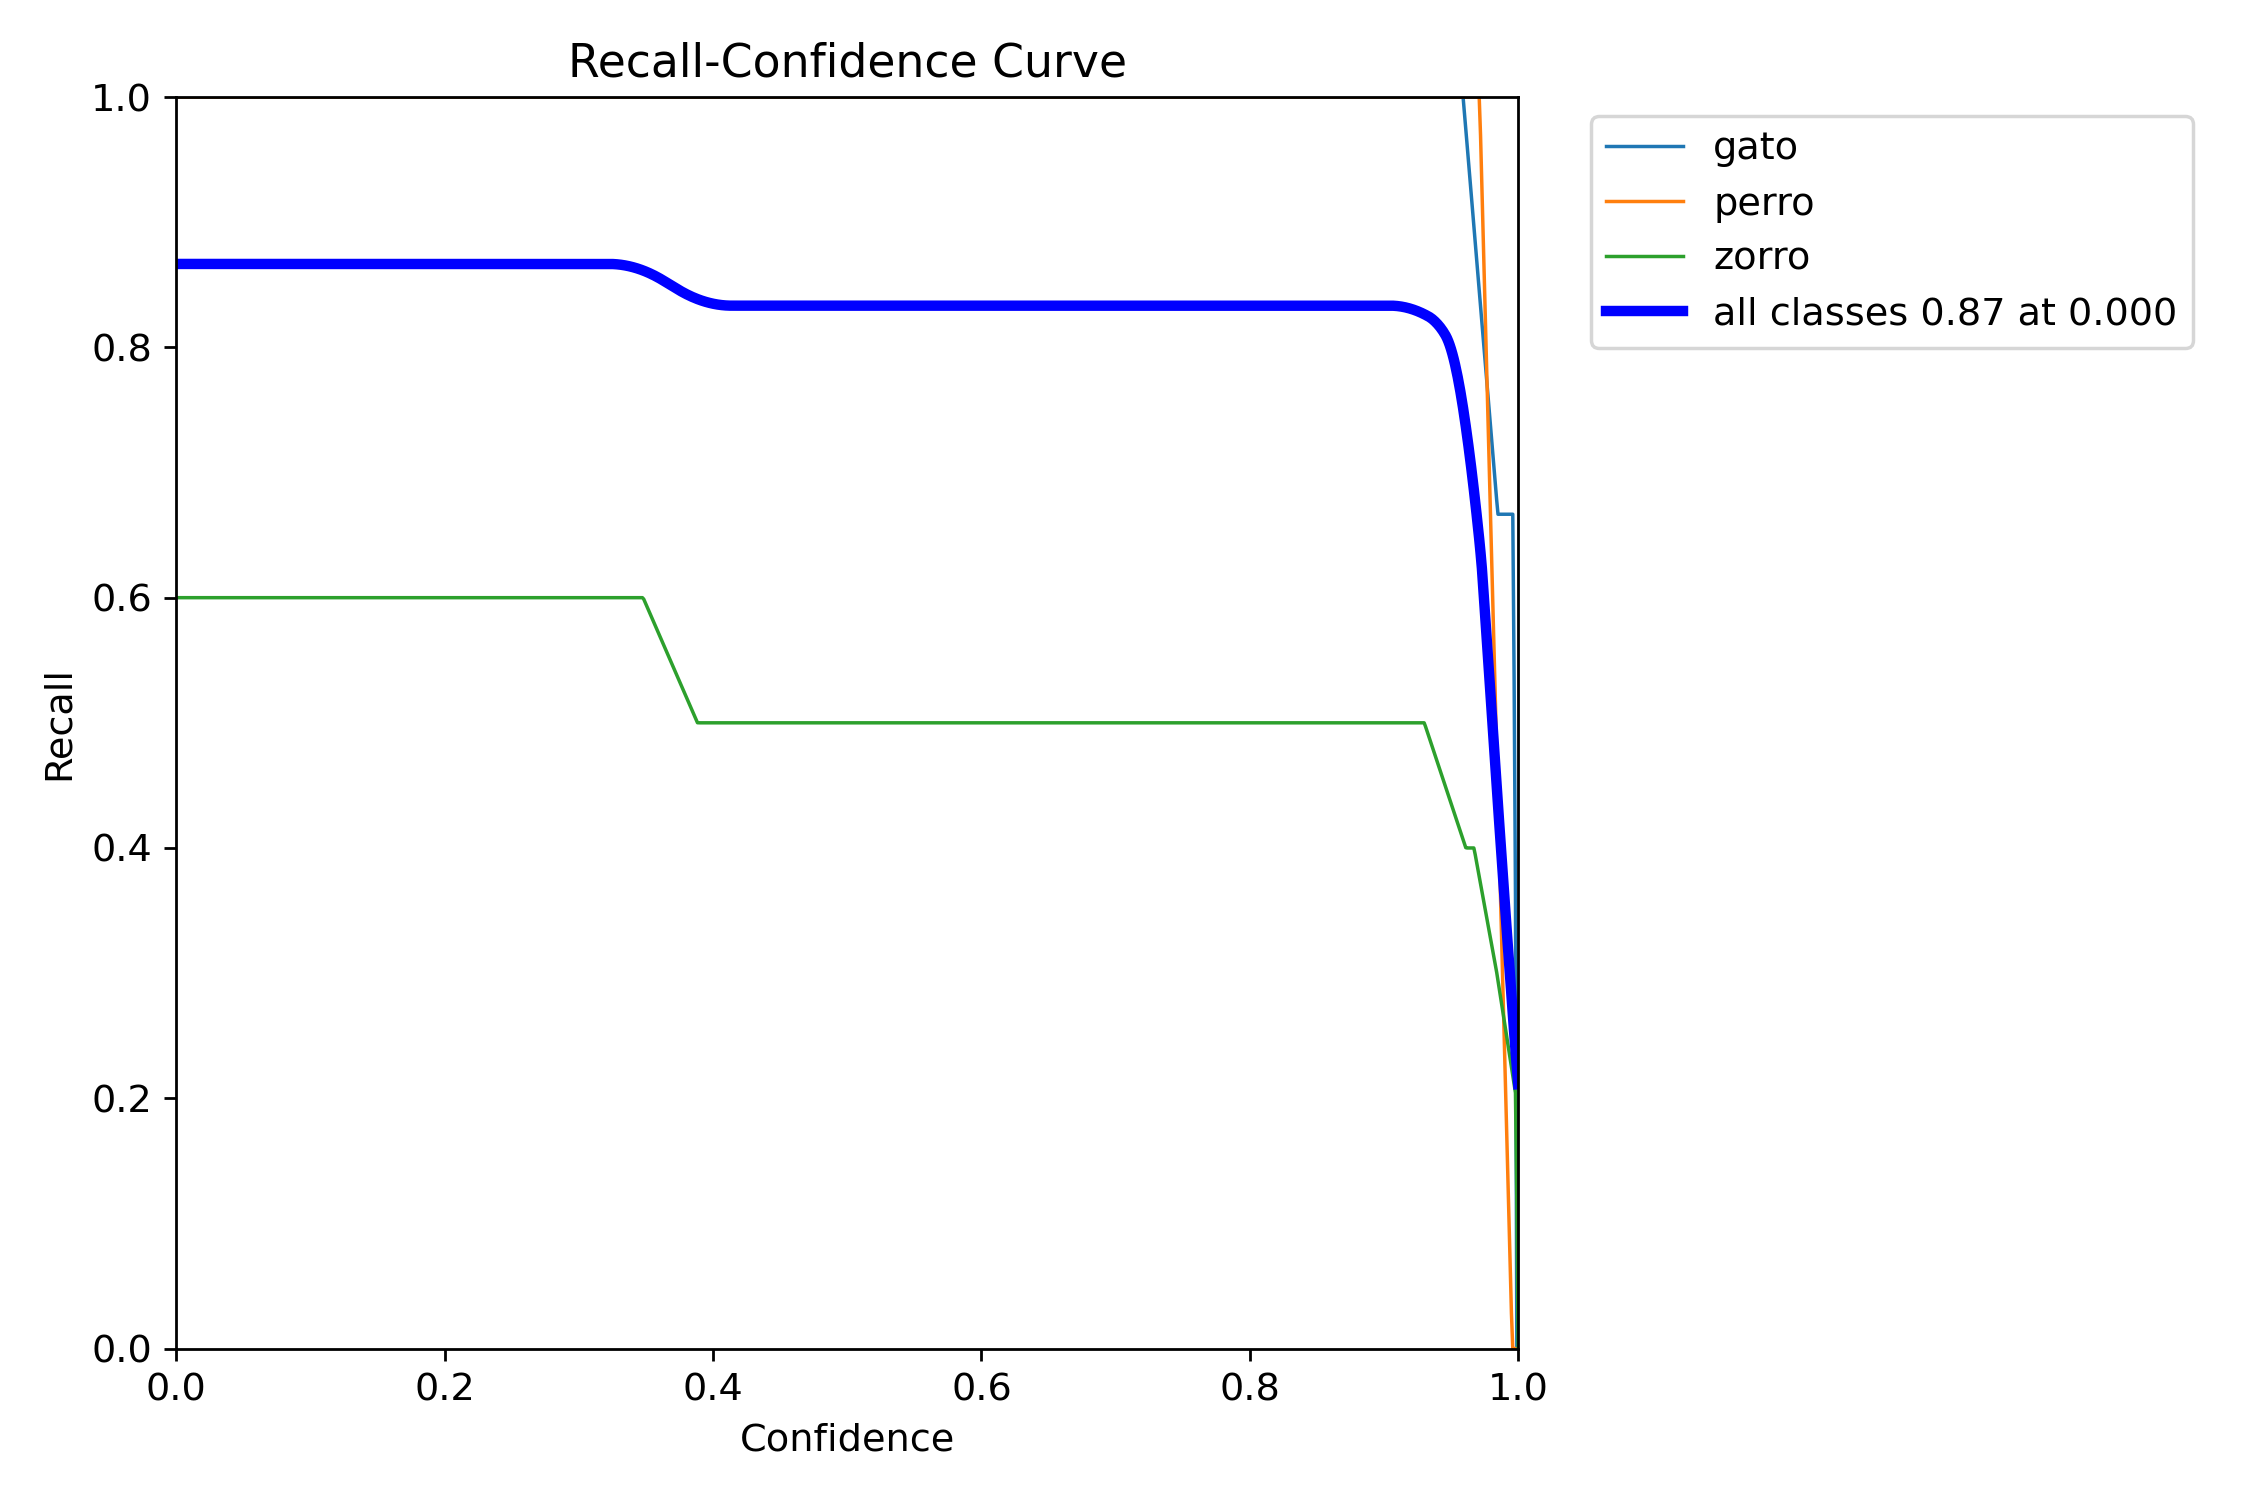 Recall-Confidence Curve
1.0
0.8
0.6
0.4
0.2
0.0
Recall
0.0 0.2 0.4 0.6 0.8 1.0
Confidence
gato
perro
zorro
all classes 0.87 at 0.000